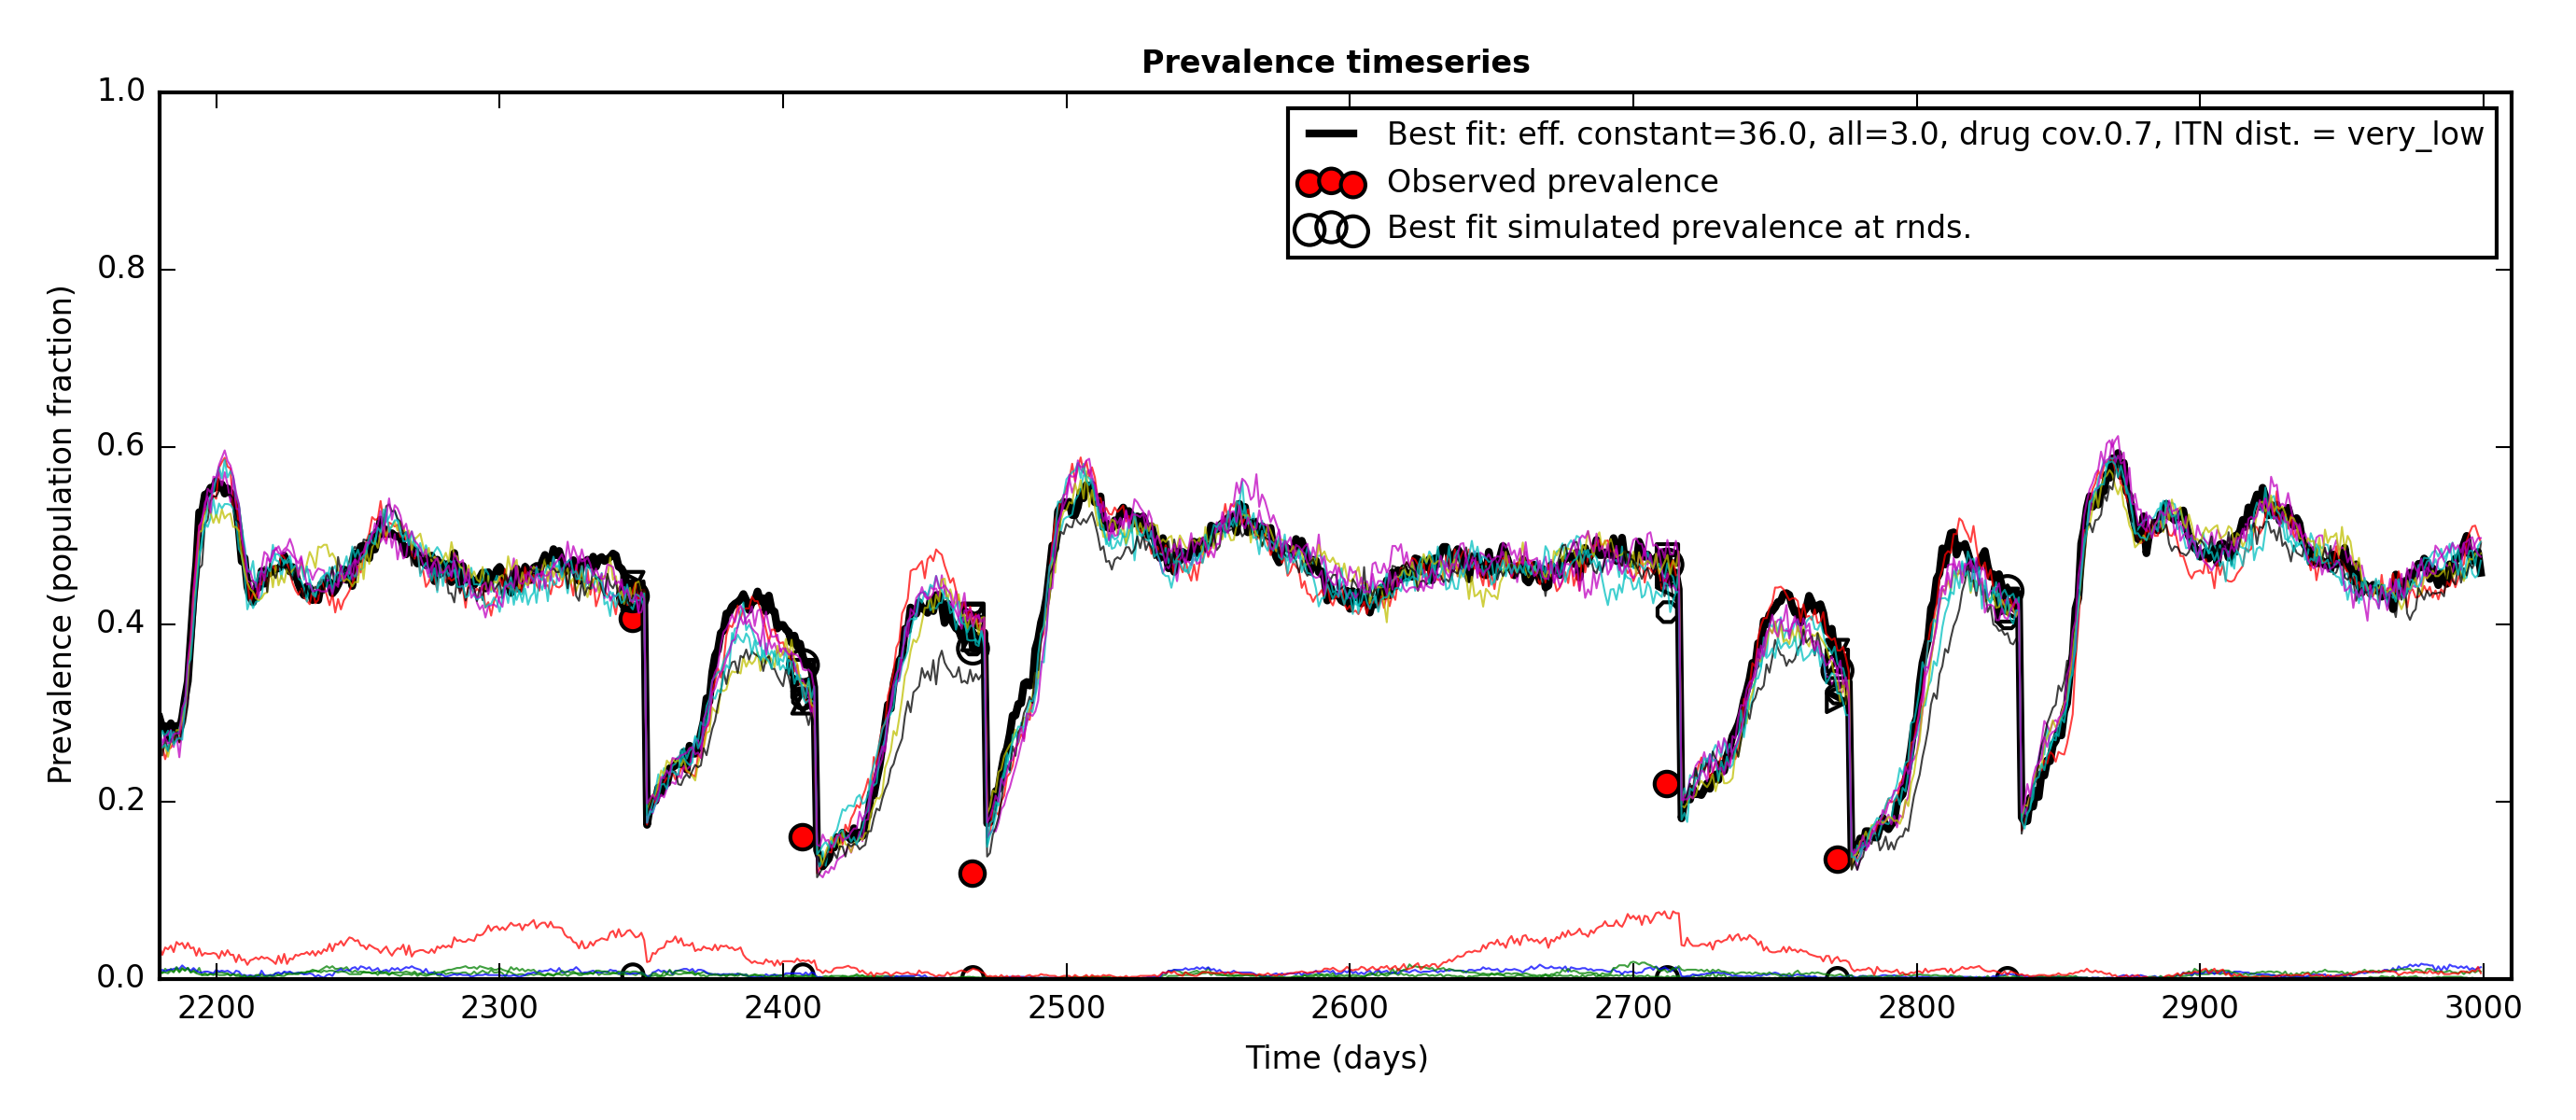 Prevalence timeseries
1.0
0.8
0.6
0.4
0.2
0.0
Prevalence (population fraction)
Best fit: eff. constant=36.0, all=3.0, drug cov.0.7, ITN dist. = very_low
Observed prevalence
Best fit simulated prevalence at rnds.
2200 2300 2400 2500 2600 2700 2800 2900 3000
Time (days)